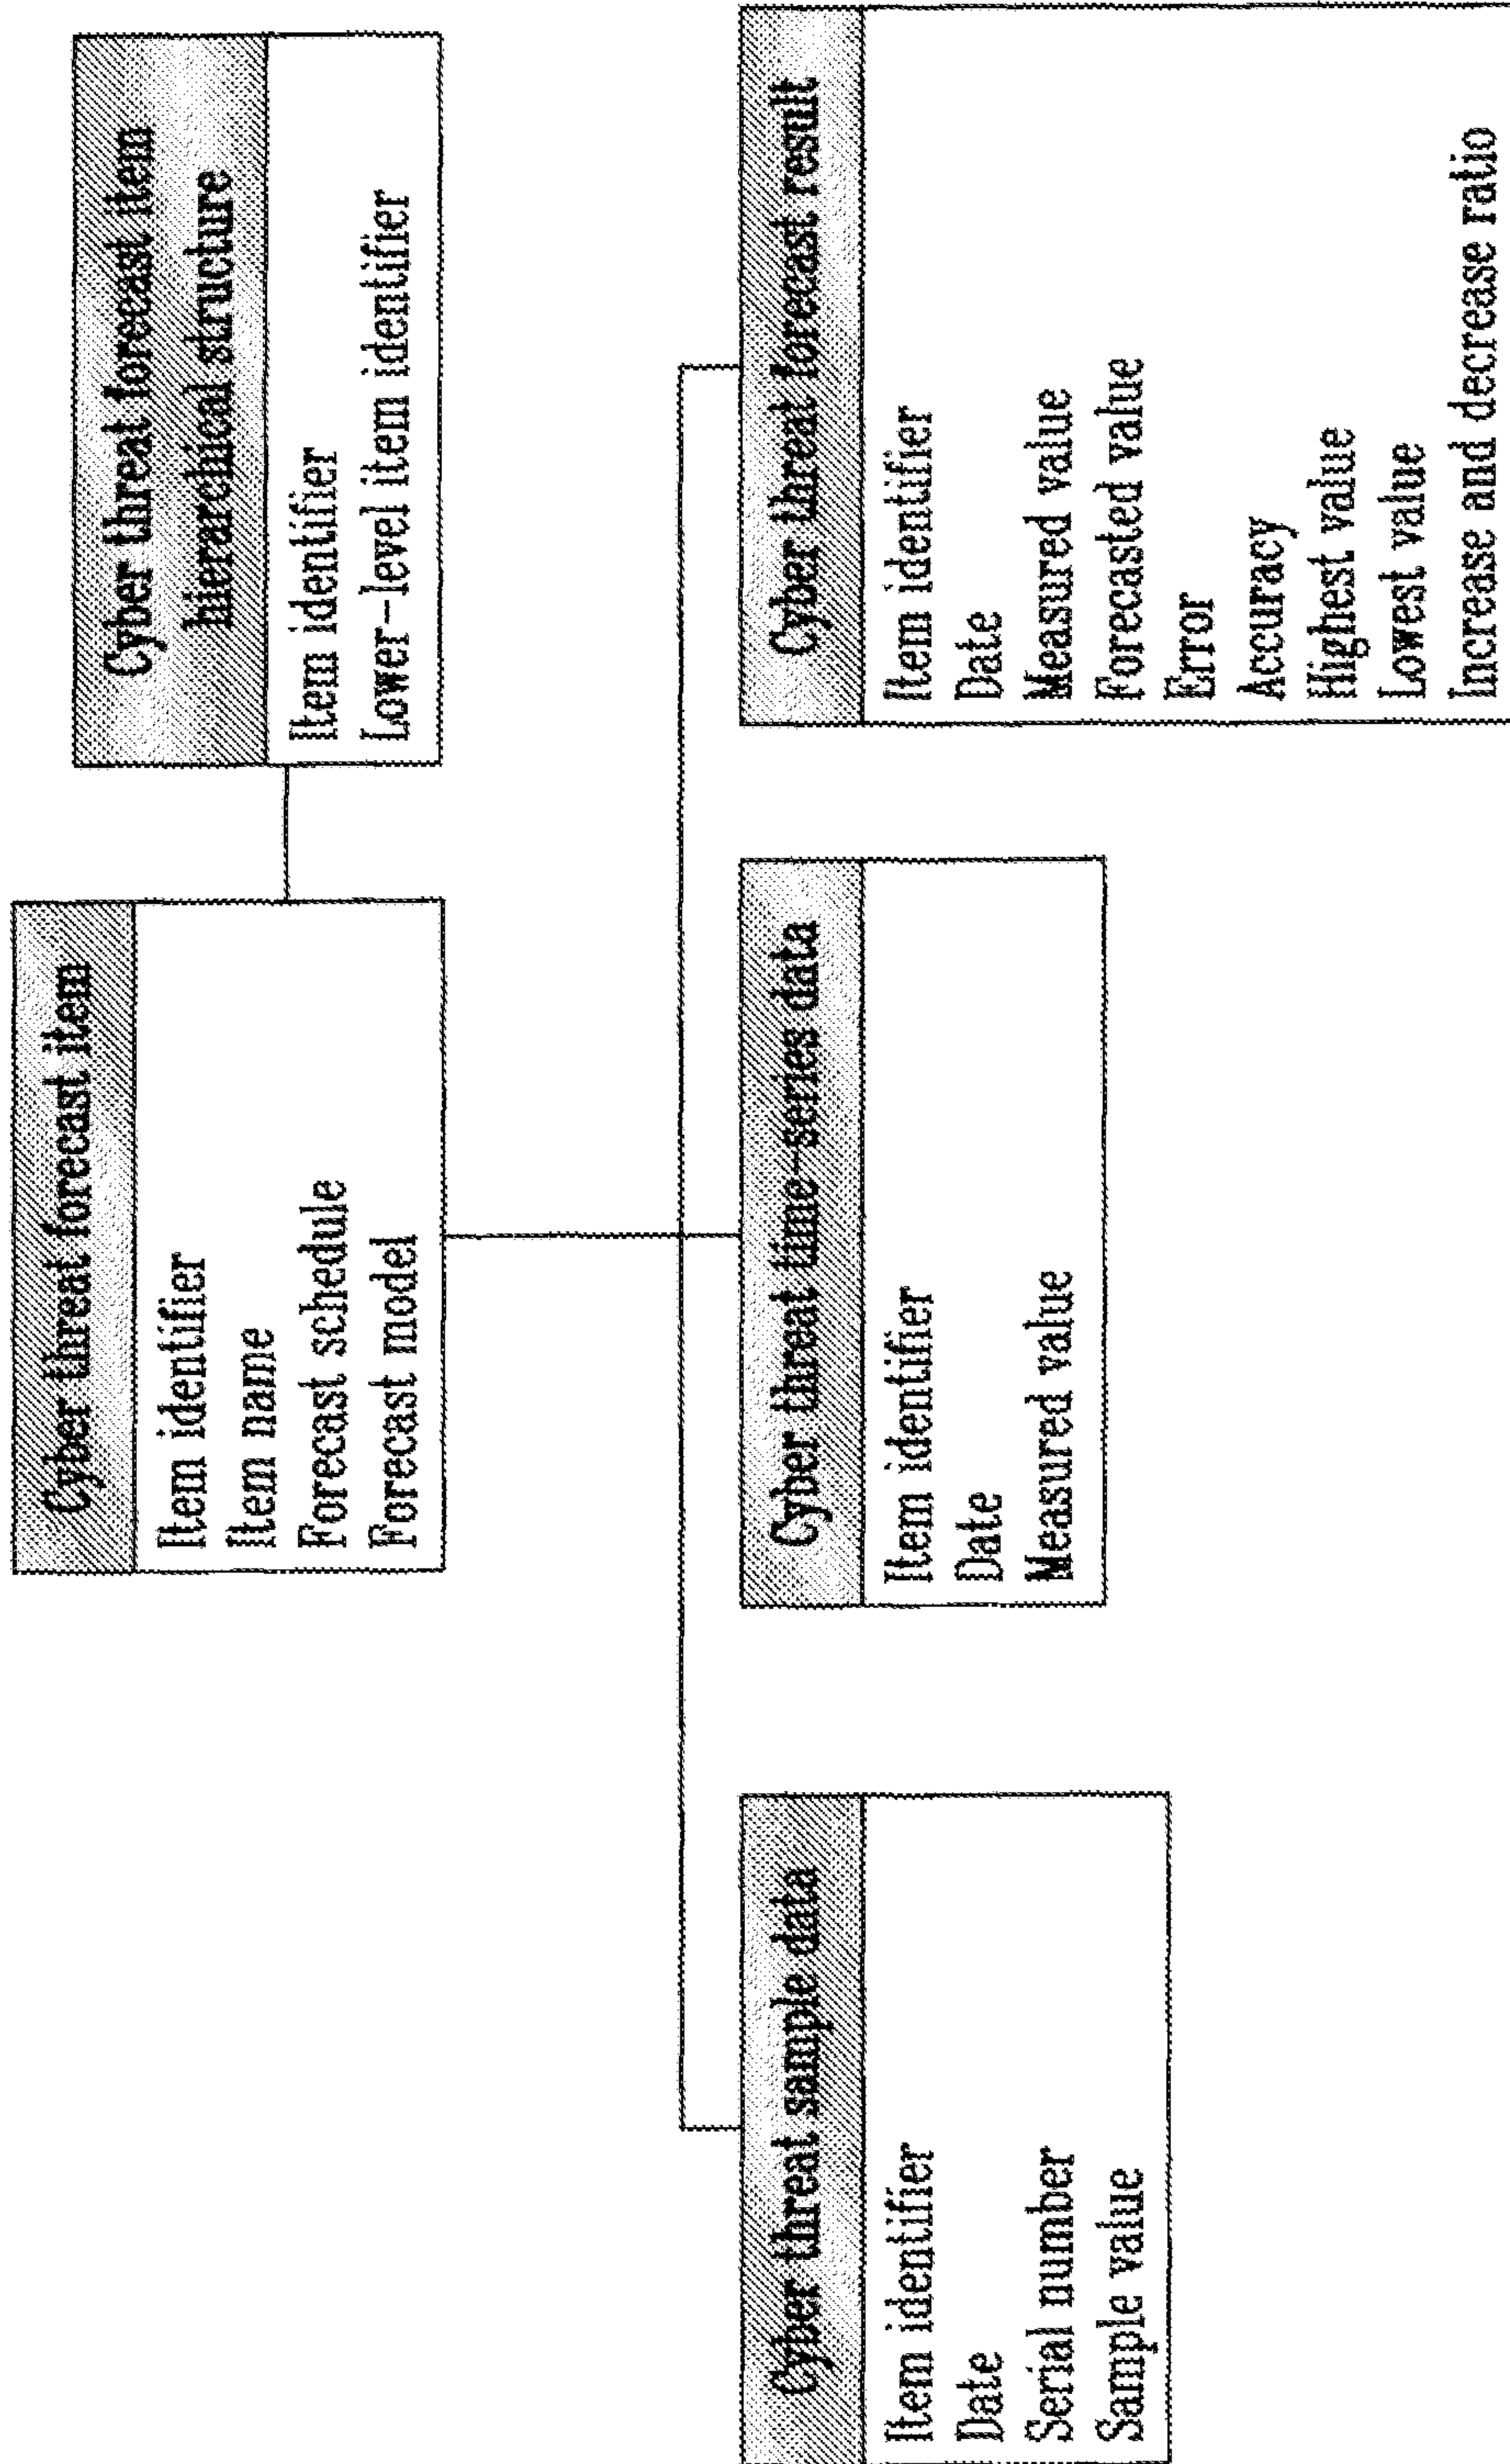 Cyber threat forecast item
Item identifier
Item name
Forecast schedule
Forecast model
Cyber threat forecast item
hierarchical structure
Item identifier
Lower-level item identifier
Cyber threat sample data
Item identifier
Date
Serial number
Sample value
Cyber threat time-series data
Item identifier
Date
Measured value
Cyber threat forecast result
Item identifier
Date
Measured value
Forecasted value
Error
Accuracy
Highest value
Lowest value
Increase and decrease ratio